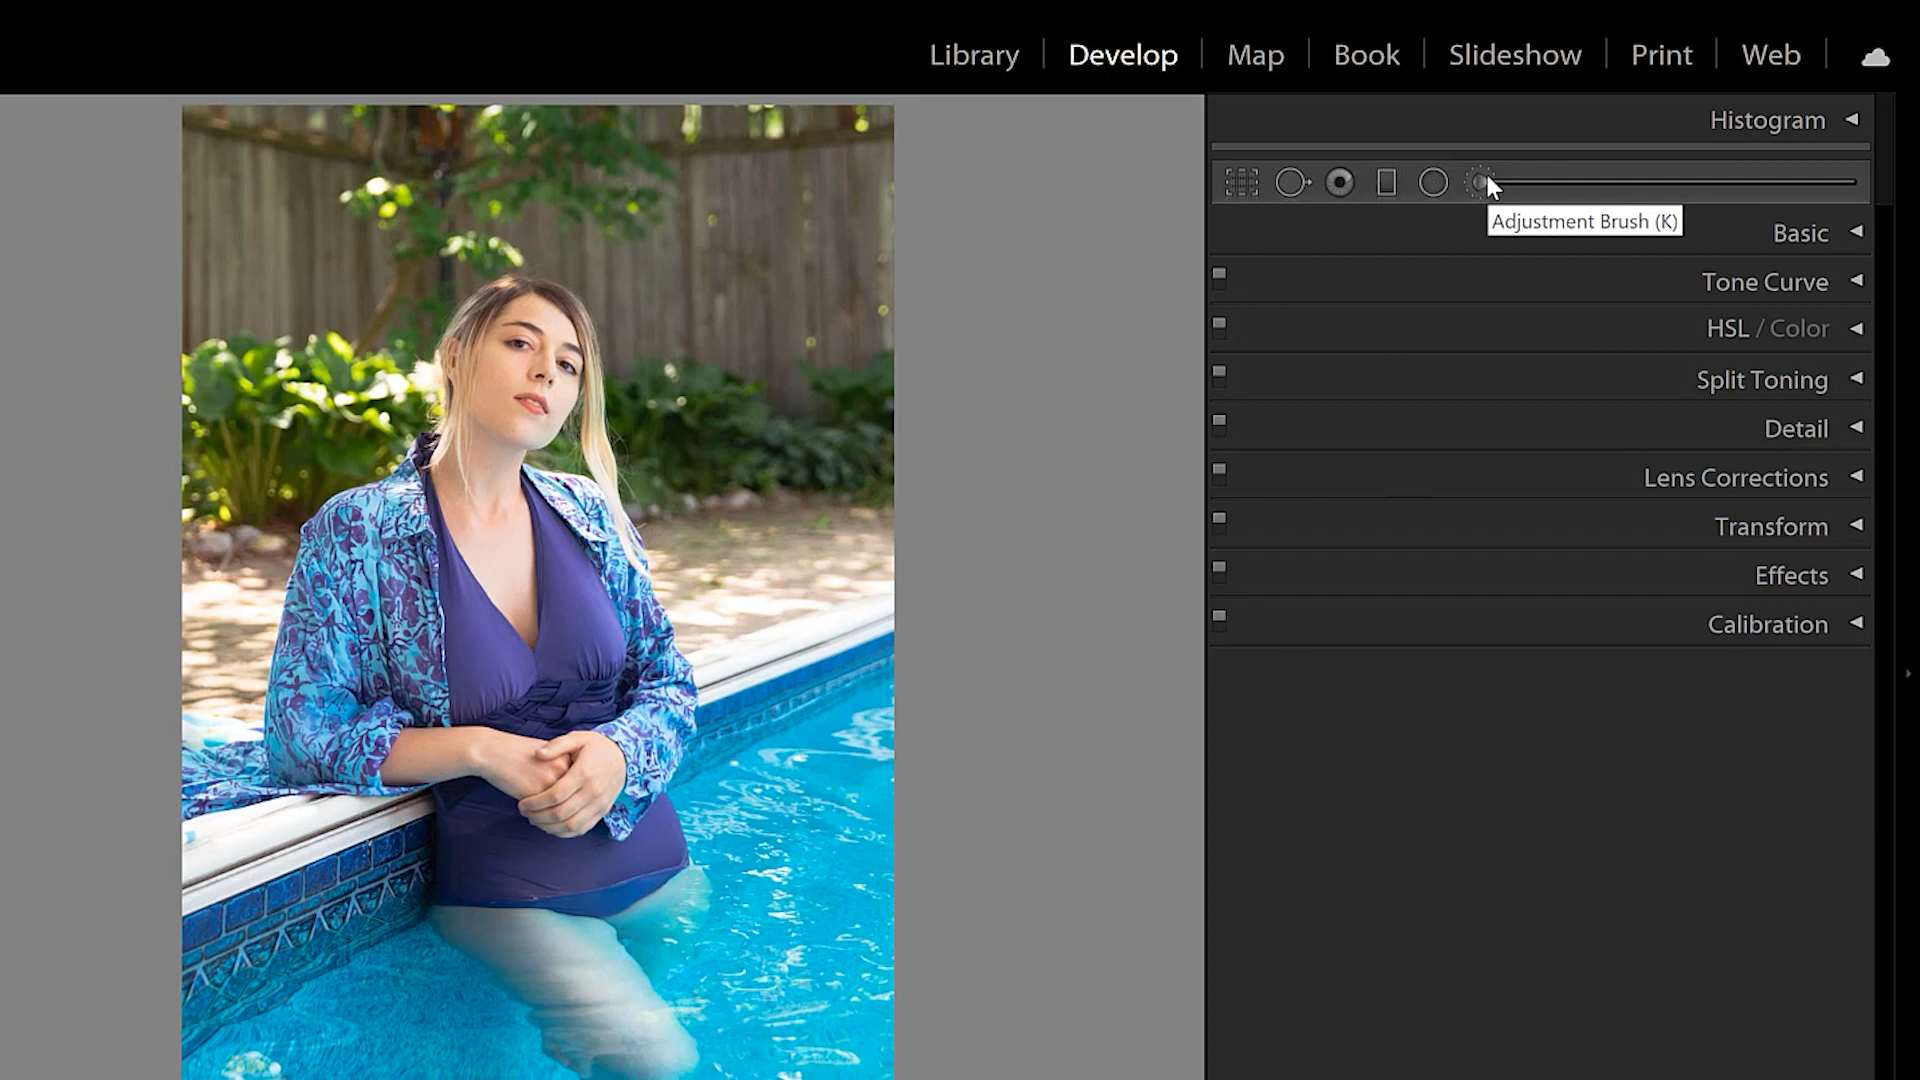 Library Develop Map Book Slideshow Print Web
Histogram
Adjustment Brush (K)
Basic
Tone Curve
HSL / Color
Split Toning
Detail
Lens Corrections
Transform
Effects
Calibration